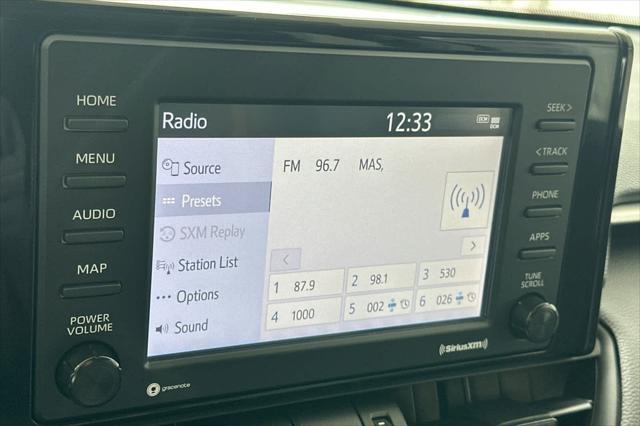 HOME
MENU
AUDIO
MAP
POWER
VOLUME
Radio 12:33
DCM
DCM
Source
Presets
SXM Replay
Station List
Options
Sound
FM 96.7 MAS,
<
>
1 87.9
2 98.1
3 530
4 1000
5 002
6 026
SEEK >
< TRACK
PHONE
APPS
TUNE
SCROLL
gracenote
SiriusXM